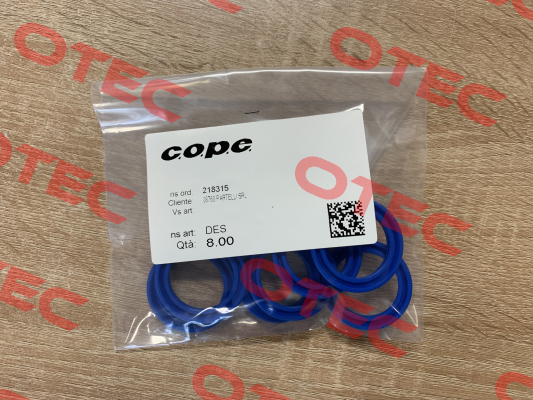 c.o.p.c.
ns ord. 218315
Cliente
Vs art
ns art: DES
Qtà: 8.00
OTEC
OTEC
OTEC
OTEC
OTEC
OTEC